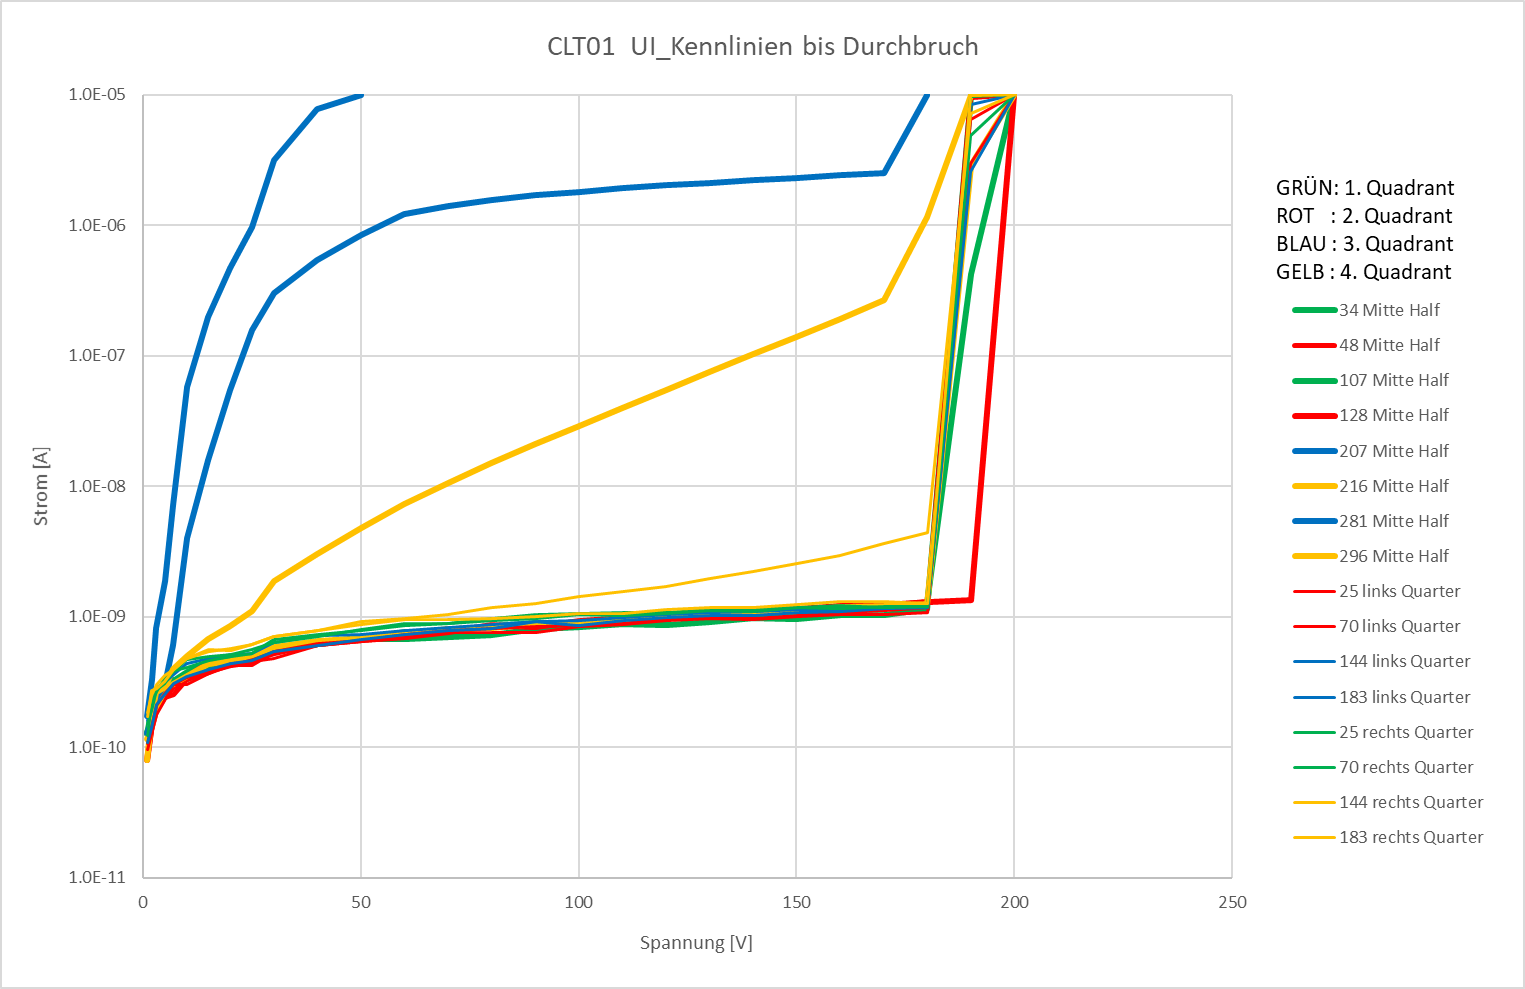 CLT01 UI_Kennlinien bis Durchbruch
1.0E-05
1.0E-06
1.0E-07
1.0E-08
1.0E-09
1.0E-10
1.0E-11
Strom [A]
0
50
100
150
200
250
Spannung [V]
GRÜN: 1. Quadrant
ROT : 2. Quadrant
BLAU : 3. Quadrant
GELB : 4. Quadrant
34 Mitte Half
48 Mitte Half
107 Mitte Half
128 Mitte Half
207 Mitte Half
216 Mitte Half
281 Mitte Half
296 Mitte Half
25 links Quarter
70 links Quarter
144 links Quarter
183 links Quarter
25 rechts Quarter
70 rechts Quarter
144 rechts Quarter
183 rechts Quarter